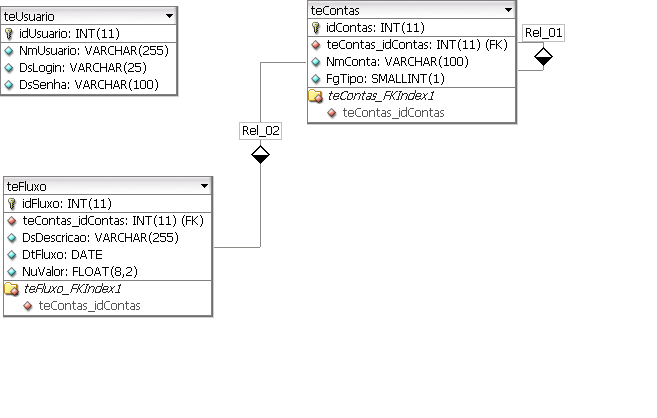 teUsuario
idUsuario: INT(11)
NmUsuario: VARCHAR(255)
DsLogin: VARCHAR(25)
DsSenha: VARCHAR(100)
teContas
idContas: INT(11)
teContas_idContas: INT(11) (FK)
NmConta: VARCHAR(100)
FgTipo: SMALLINT(1)
teContas_FKIndex1
teContas_idContas
Rel_01
Rel_02
teFluxo
idFluxo: INT(11)
teContas_idContas: INT(11) (FK)
DsDescricao: VARCHAR(255)
DtFluxo: DATE
NuValor: FLOAT(8,2)
teFluxo_FKIndex1
teContas_idContas